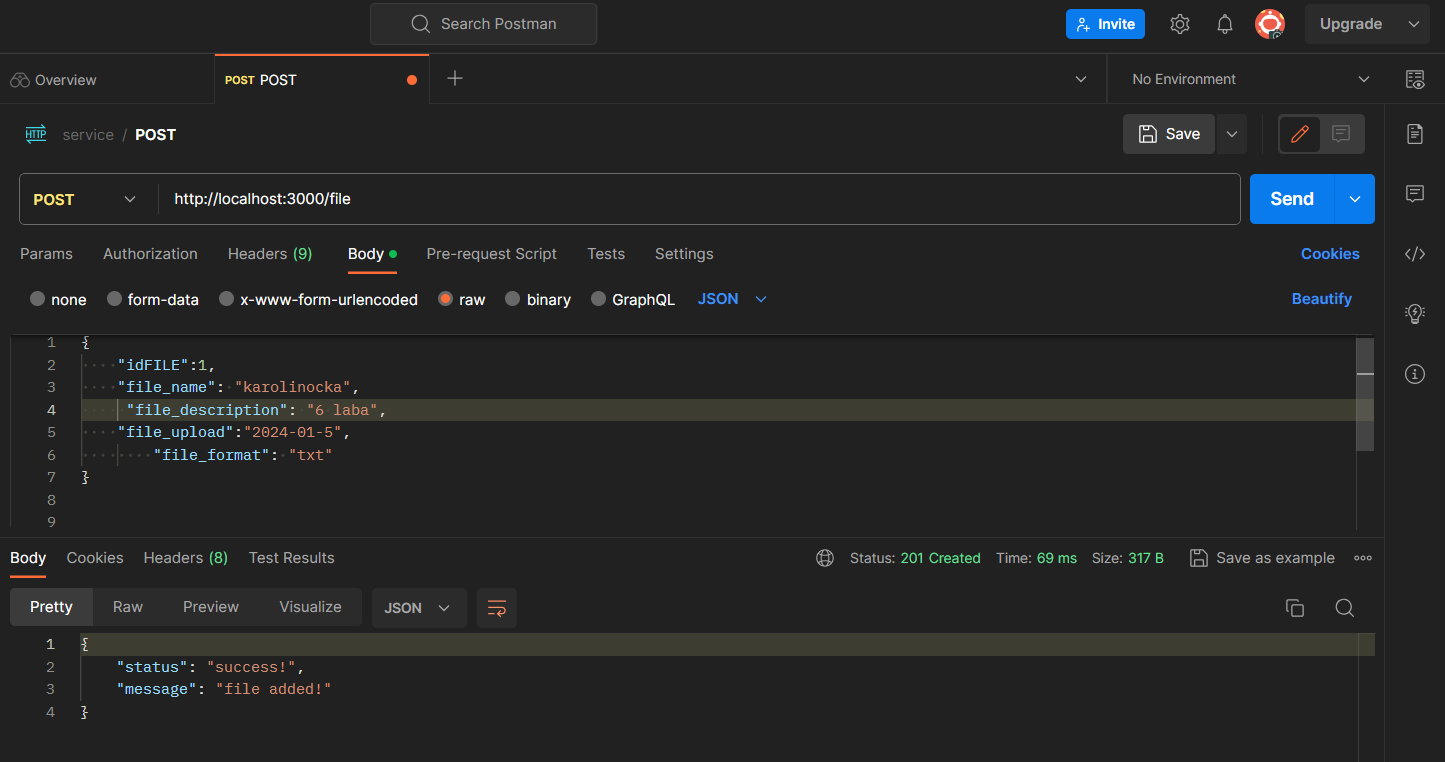 Search Postman
Invite
Upgrade
Overview
POST POST
No Environment
HTTP service / POST
Save
POST http://localhost:3000/file
Send
Params Authorization Headers (9) Body Pre-request Script Tests Settings Cookies
none form-data x-www-form-urlencoded raw binary GraphQL JSON Beautify
1 {
2 "idFILE":1,
3 "file_name": "karolinocka",
4 "file_description": "6 laba",
5 "file_upload":"2024-01-5",
6 "file_format": "txt"
7 }
8
9
Body Cookies Headers (8) Test Results Status: 201 Created Time: 69 ms Size: 317 B Save as example
Pretty Raw Preview Visualize JSON
1 {
2 "status": "success!",
3 "message": "file added!"
4 }